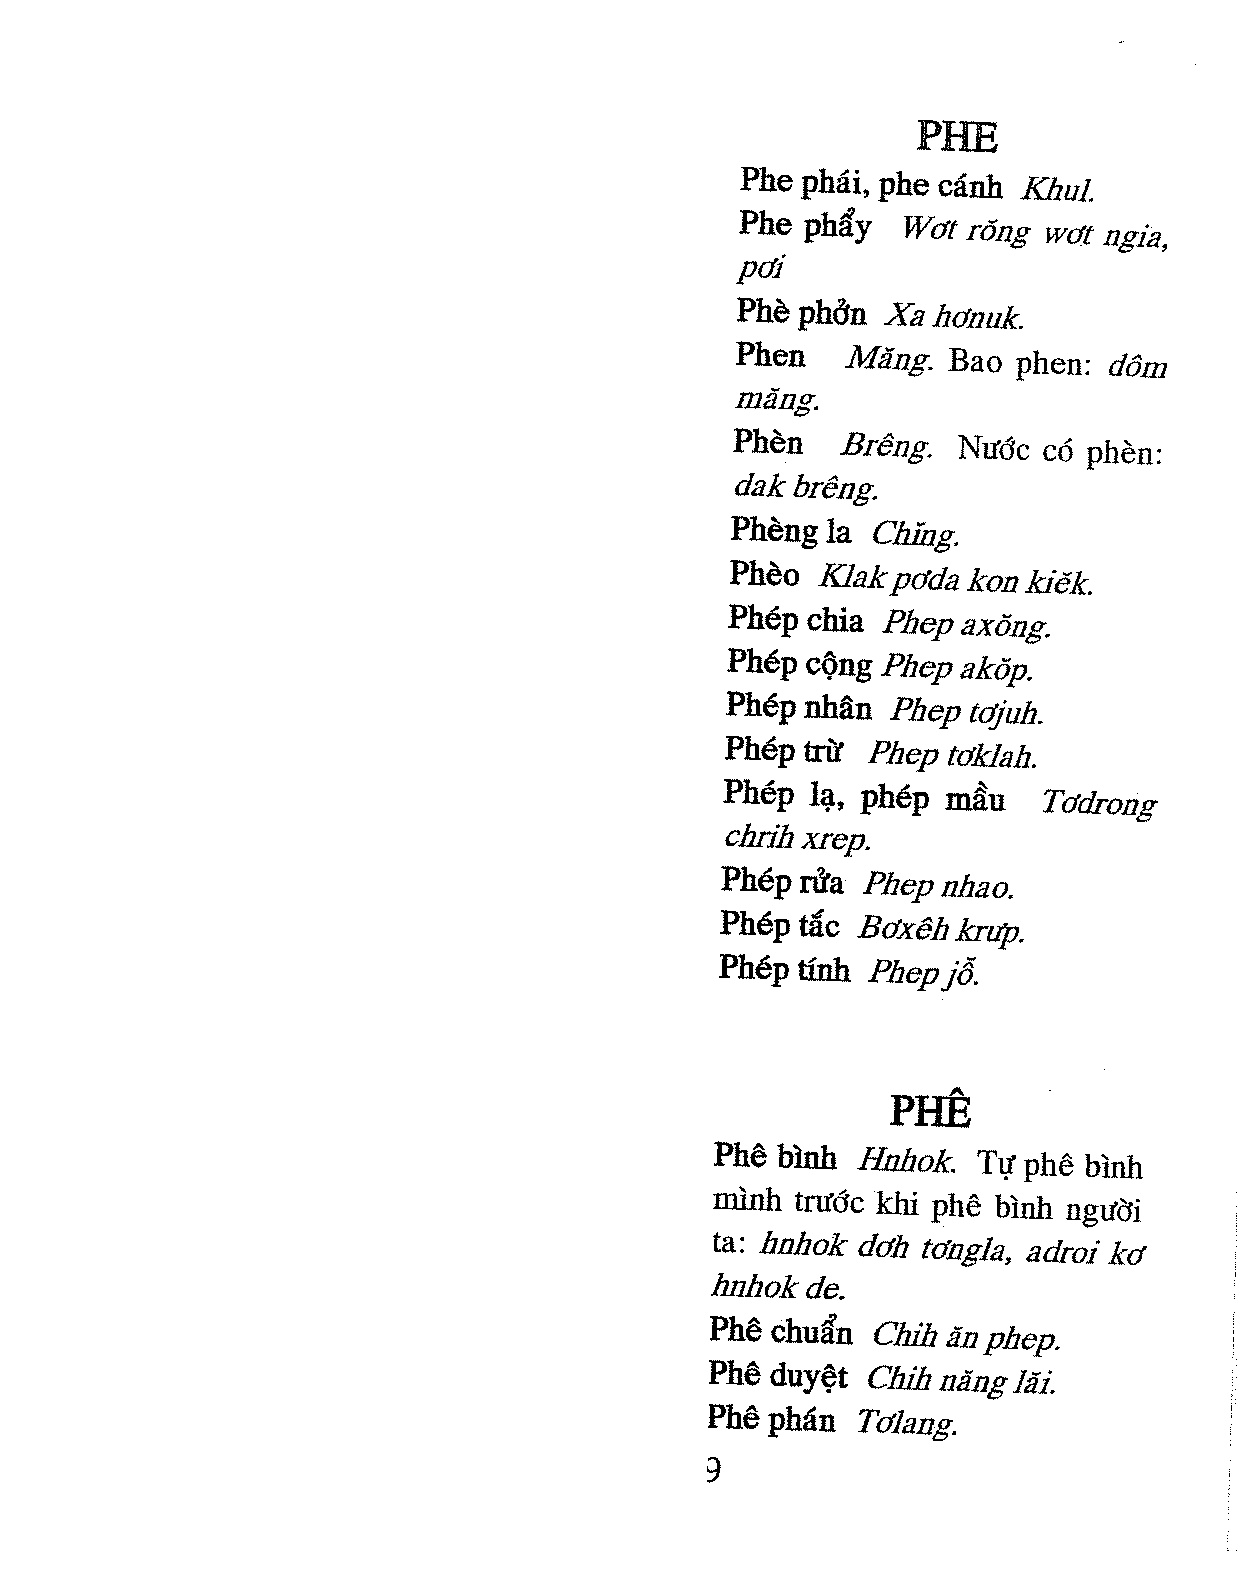 PHE
Phe phái, phe cánh Khul.
Phe phẩy Wơt rŏng wơt ngia,
pơi
Phè phởn Xa hơnuk.
Phen Măng. Bao phen: dôm
măng.
Phèn Brêng. Nước có phèn:
dak brêng.
Phèng la Chĭng.
Phèo Klak pơda kon kiĕk.
Phép chia Phep axŏng.
Phép cộng Phep akŏp.
Phép nhân Phep tơjuh.
Phép trừ Phep tơklah.
Phép lạ, phép mầu Tơdrong
chrih xrep.
Phép rửa Phep nhao.
Phép tắc Bơxêh krưp.
Phép tính Phep jô̆.
PHÊ
Phê bình Hnhok. Tự phê bình
mình trước khi phê bình người
ta: hnhok dơh tơngla, adroi kơ
hnhok de.
Phê chuẩn Chih ăn phep.
Phê duyệt Chih năng lăi.
Phê phán Tơlang.
9